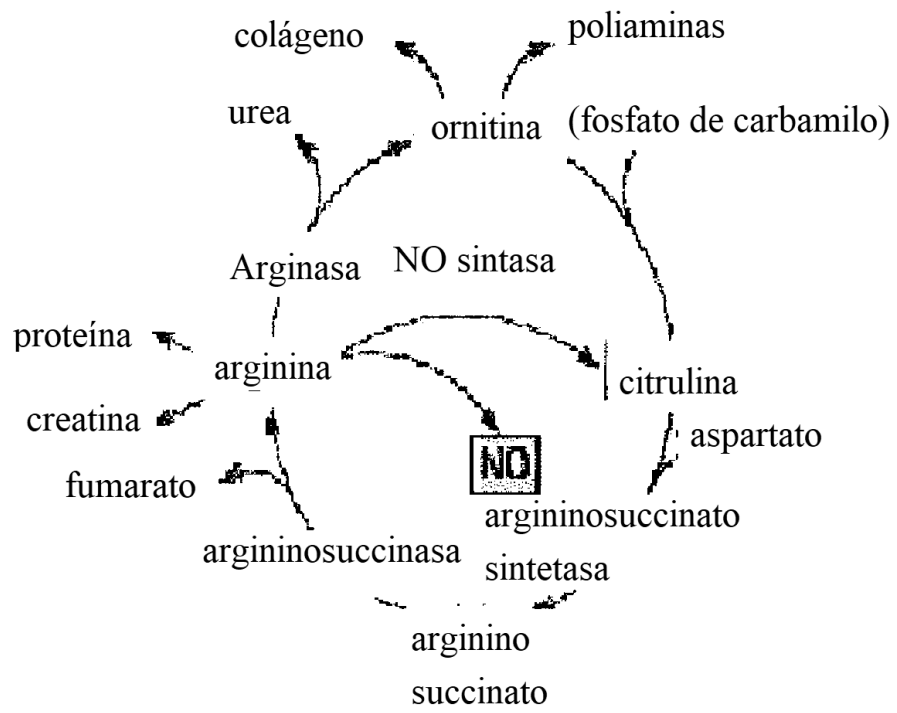 colágeno
poliaminas
urea
ornitina
(fosfato de carbamilo)
Arginasa
NO sintasa
proteína
arginina
citrulina
creatina
aspartato
fumarato
NO
argininosuccinato
sintetasa
argininosuccinasa
arginino
succinato